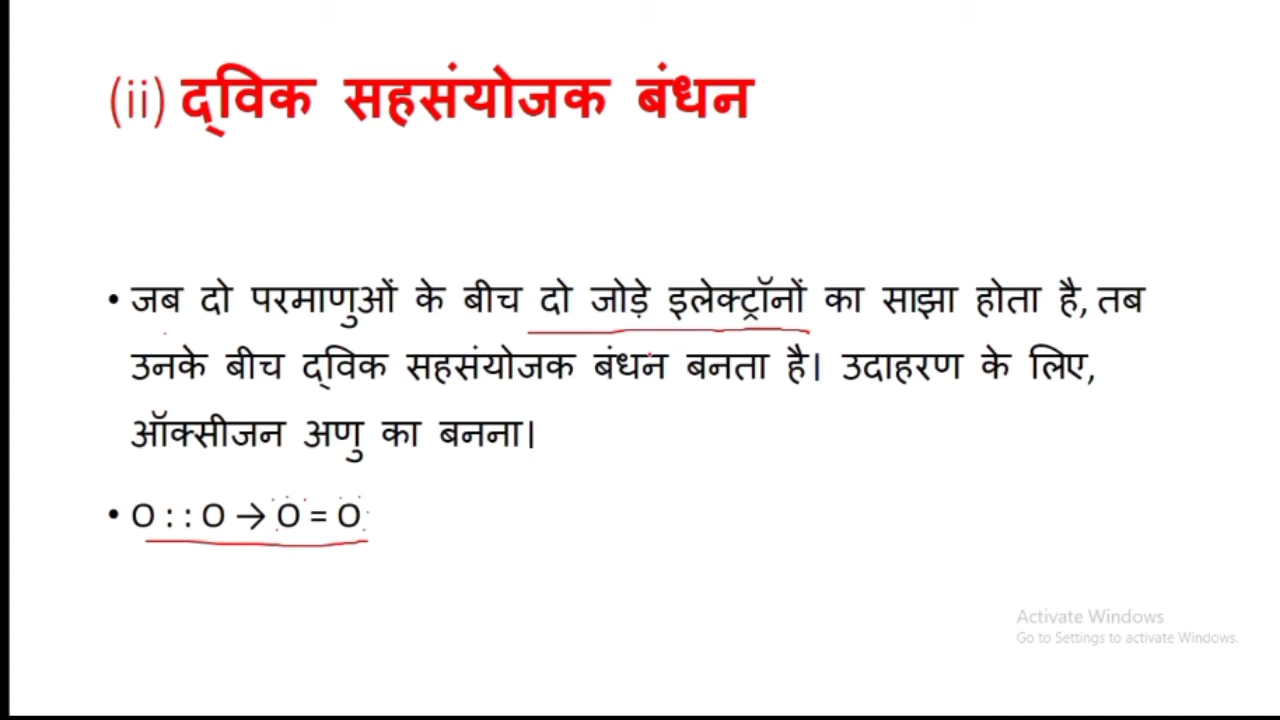 (ii) द्विक सहसंयोजक बंधन
• जब दो परमाणुओं के बीच दो जोड़े इलेक्ट्रॉनों का साझा होता है, तब
उनके बीच द्विक सहसंयोजक बंधन बनता है। उदाहरण के लिए,
ऑक्सीजन अणु का बनना।
• O : : O → O = O
Activate Windows
Go to Settings to activate Windows.